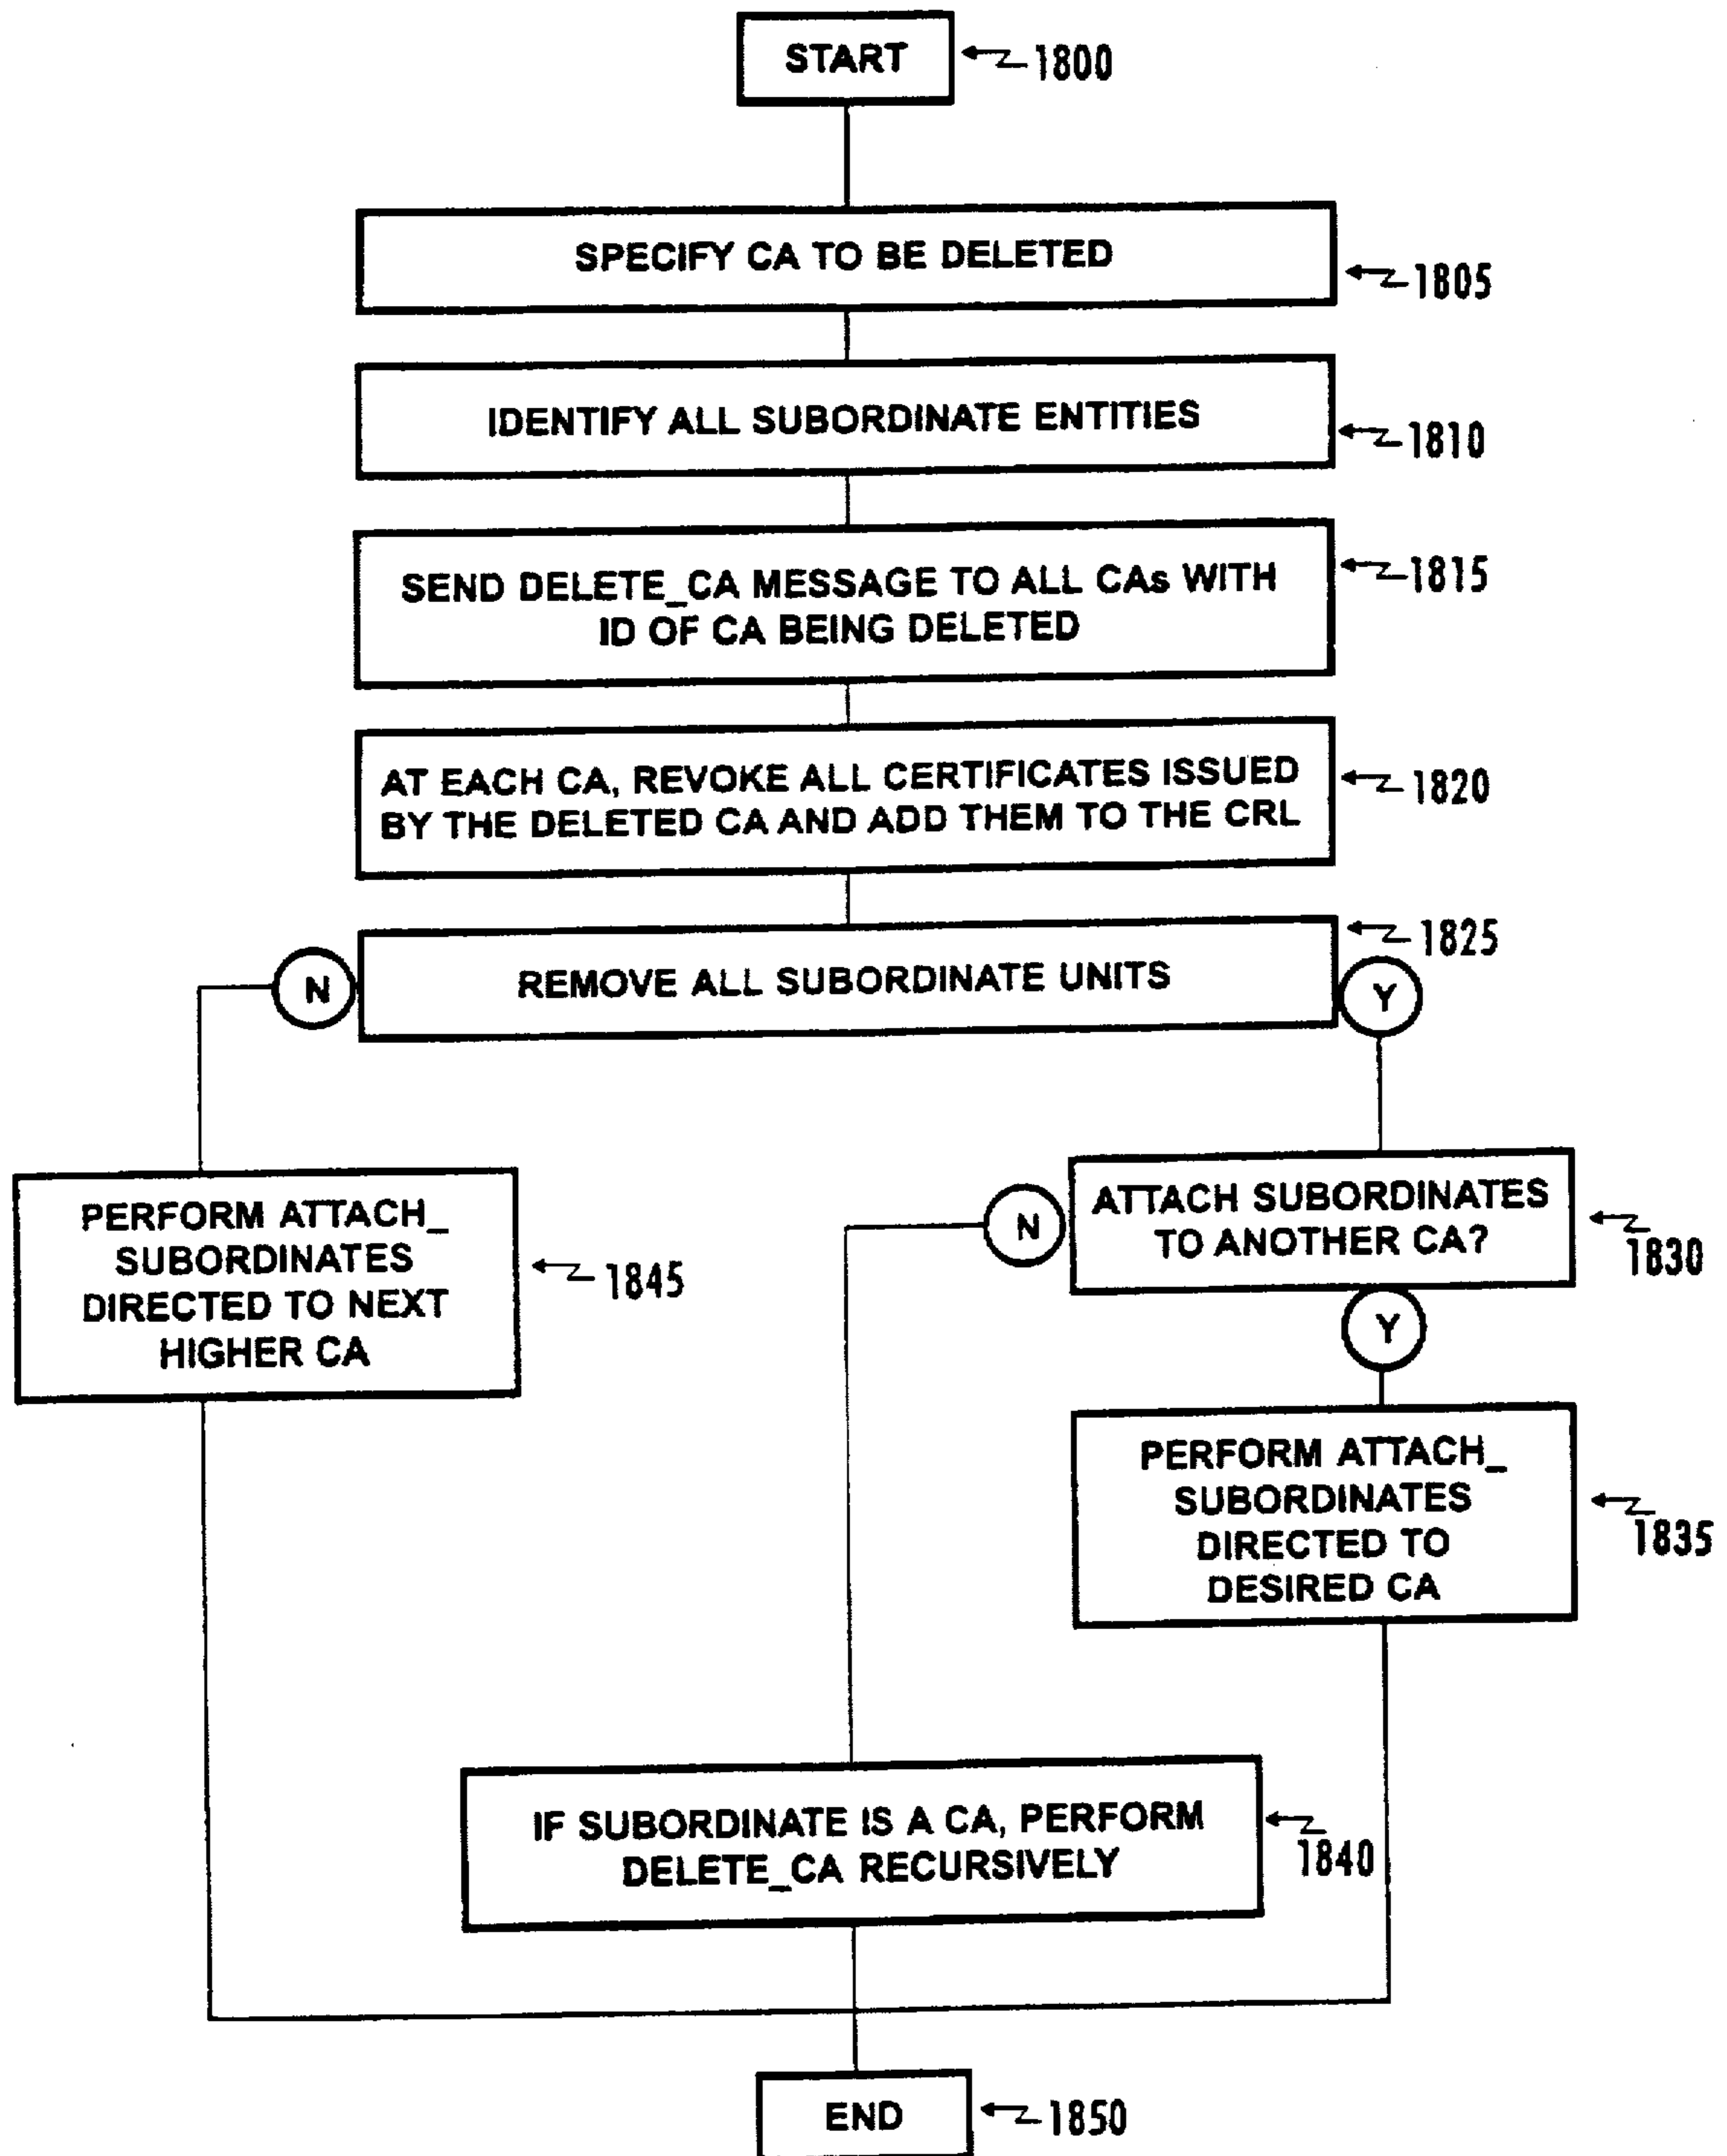 START
1800
SPECIFY CA TO BE DELETED
1805
IDENTIFY ALL SUBORDINATE ENTITIES
1810
SEND DELETE_CA MESSAGE TO ALL CAs WITH
ID OF CA BEING DELETED
1815
AT EACH CA, REVOKE ALL CERTIFICATES ISSUED
BY THE DELETED CA AND ADD THEM TO THE CRL
1820
1825
N
REMOVE ALL SUBORDINATE UNITS
Y
PERFORM ATTACH_
SUBORDINATES
DIRECTED TO NEXT
HIGHER CA
1845
N
ATTACH SUBORDINATES
TO ANOTHER CA?
1830
Y
PERFORM ATTACH_
SUBORDINATES
DIRECTED TO
DESIRED CA
1835
IF SUBORDINATE IS A CA, PERFORM
DELETE_CA RECURSIVELY
1840
END
1850